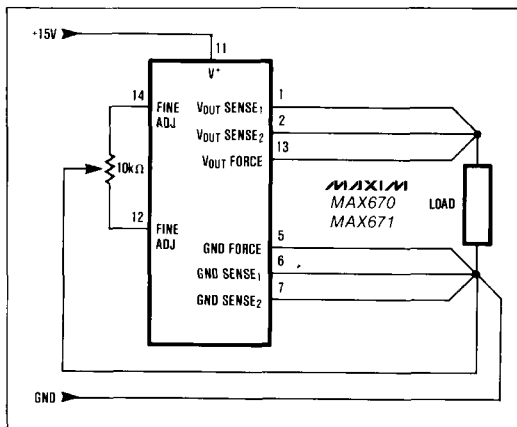 +15V
11
V+
14
FINE
ADJ
10kΩ
12
FINE
ADJ
1
VOUT SENSE1
2
VOUT SENSE2
13
VOUT FORCE
MAXIM
MAX670
MAX671
LOAD
5
GND FORCE
6
GND SENSE1
7
GND SENSE2
GND